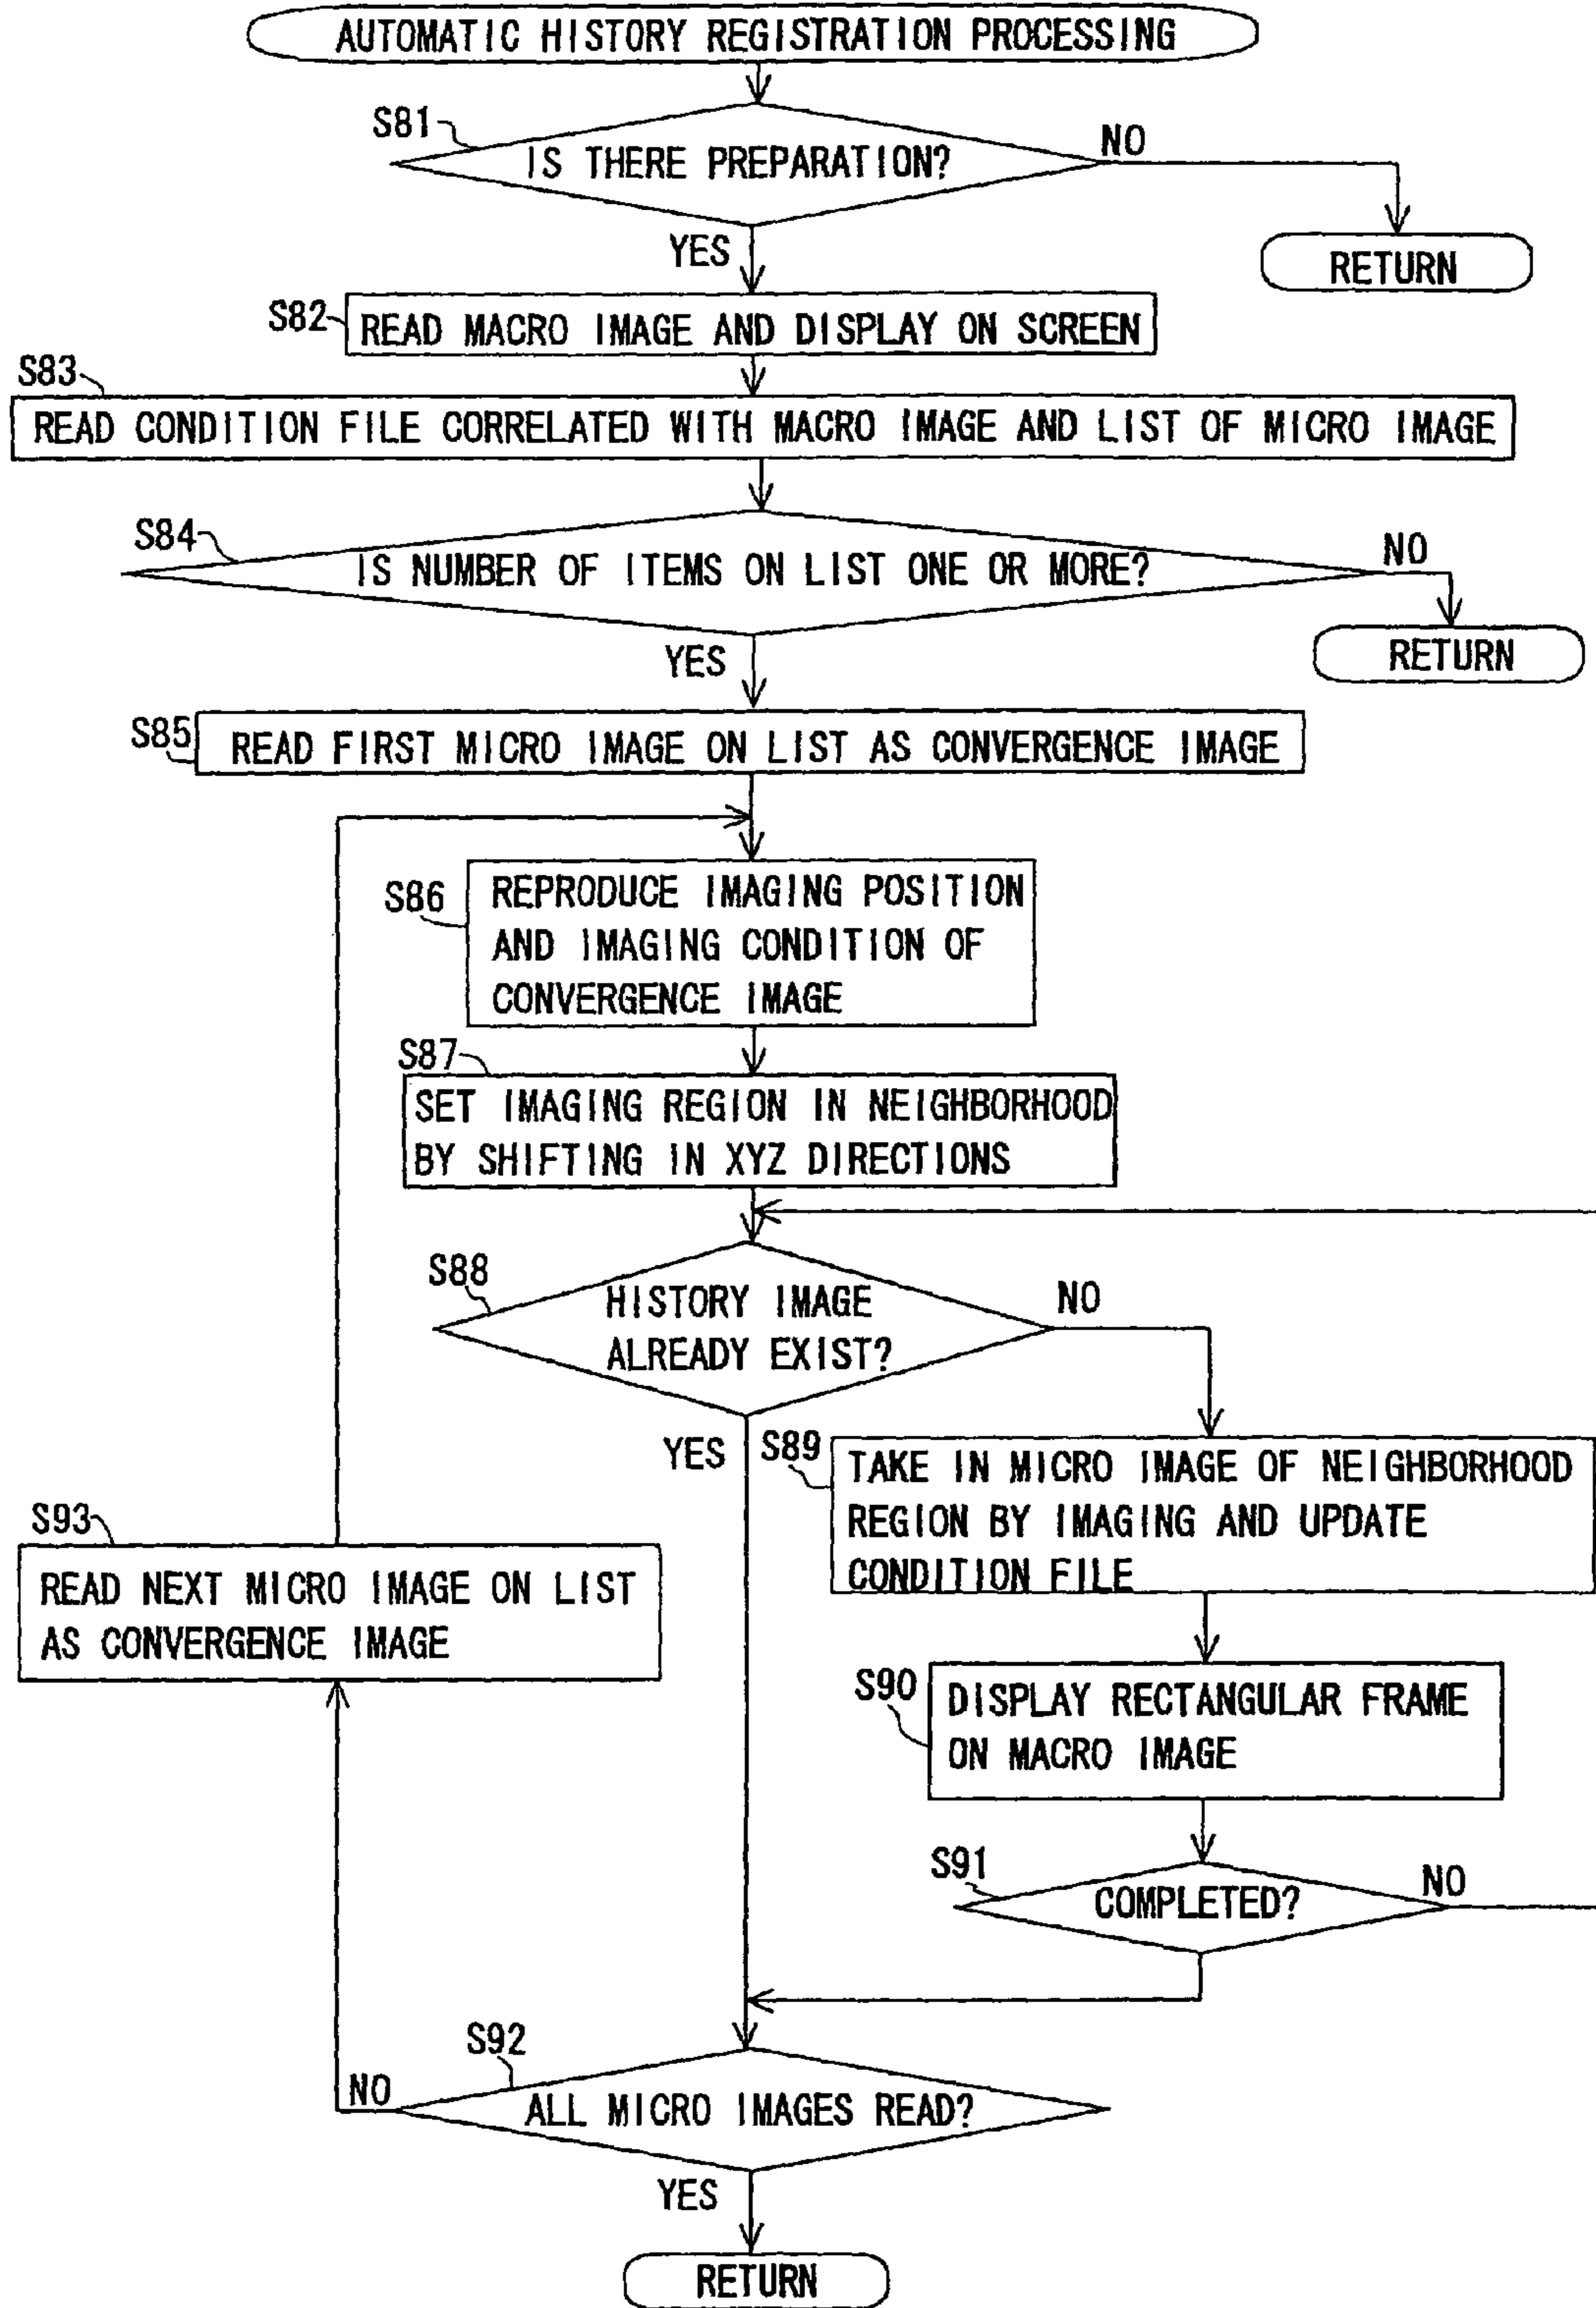 AUTOMATIC HISTORY REGISTRATION PROCESSING
S81
IS THERE PREPARATION?
NO
YES
RETURN
S82
READ MACRO IMAGE AND DISPLAY ON SCREEN
S83
READ CONDITION FILE CORRELATED WITH MACRO IMAGE AND LIST OF MICRO IMAGE
S84
IS NUMBER OF ITEMS ON LIST ONE OR MORE?
NO
YES
RETURN
S85
READ FIRST MICRO IMAGE ON LIST AS CONVERGENCE IMAGE
S86
REPRODUCE IMAGING POSITION
AND IMAGING CONDITION OF
CONVERGENCE IMAGE
S87
SET IMAGING REGION IN NEIGHBORHOOD
BY SHIFTING IN XYZ DIRECTIONS
S88
HISTORY IMAGE
ALREADY EXIST?
NO
YES
S89
TAKE IN MICRO IMAGE OF NEIGHBORHOOD
REGION BY IMAGING AND UPDATE
CONDITION FILE
S93
READ NEXT MICRO IMAGE ON LIST
AS CONVERGENCE IMAGE
S90
DISPLAY RECTANGULAR FRAME
ON MACRO IMAGE
S91
COMPLETED?
NO
S92
ALL MICRO IMAGES READ?
NO
YES
RETURN